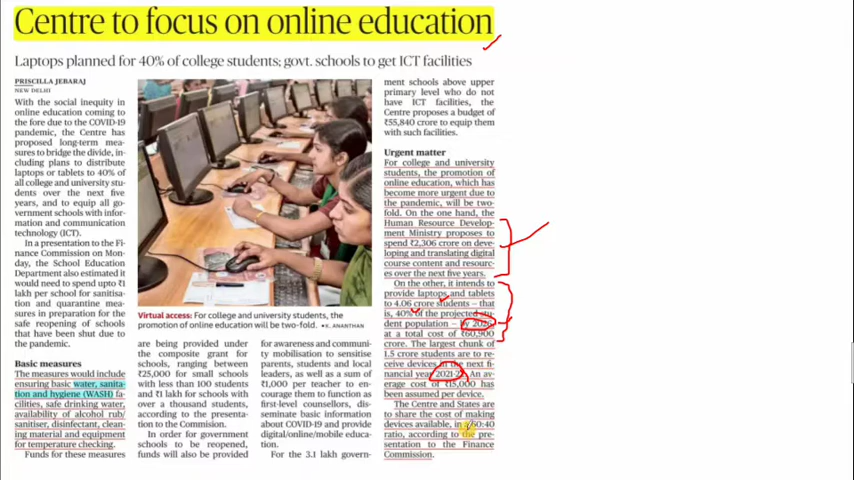 Centre to focus on online education
Laptops planned for 40% of college students; govt. schools to get ICT facilities
PRISCILLA JEBARAJ
NEW DELHI
With the social inequity in
online education coming to
the fore due to the COVID-19
pandemic, the Centre has
proposed long-term mea-
sures to bridge the divide, in-
cluding plans to distribute
laptops or tablets to 40% of
all college and university stu-
dents over the next five
years, and to equip all go-
vernment schools with infor-
mation and communication
technology (ICT).
In a presentation to the Fi-
nance Commission on Mon-
day, the School Education
Department also estimated it
would need to spend upto ₹1
lakh per school for sanitisa-
tion and quarantine mea-
sures in preparation for the
safe reopening of schools
that have been shut due to
the pandemic.
Basic measures
The measures would include
ensuring basic water, sanita-
tion and hygiene (WASH) fa-
cilities, safe drinking water,
availability of alcohol rub/
sanitiser, disinfectant, clean-
ing material and equipment
for temperature checking.
Funds for these measures
Virtual access: For college and university students, the
promotion of online education will be two-fold. •K. ANANTHAN
are being provided under
the composite grant for
schools, ranging between
₹25,000 for small schools
with less than 100 students
and ₹1 lakh for schools with
over a thousand students,
according to the presenta-
tion to the Commission.
In order for government
schools to be reopened,
funds will also be provided
for awareness and communi-
ty mobilisation to sensitise
parents, students and local
leaders, as well as a sum of
₹1,000 per teacher to encou-
rage them to function as
first-level counsellors, dis-
seminate basic information
about COVID-19 and provide
digital/online/mobile educa-
tion.
For the 3.1 lakh govern-
ment schools above upper
primary level who do not
have ICT facilities, the
Centre proposes a budget of
₹55,840 crore to equip them
with such facilities.
Urgent matter
For college and university
students, the promotion of
online education, which has
become more urgent due to
the pandemic, will be two-
fold. On the one hand, the
Human Resource Develop-
ment Ministry proposes to
spend ₹2,306 crore on deve-
loping and translating digital
course content and resourc-
es over the next five years.
On the other, it intends to
provide laptops and tablets
to 4.06 crore students – that
is, 40% of the projected stu-
dent population – by 2026
at a total cost of ₹60,900
crore. The largest chunk of
1.5 crore students are to re-
ceive devices in the next fi-
nancial year as 2021-2 An av-
erage cost of ₹15,000 has
been assumed per device.
The Centre and States are
to share the cost of making
devices available, in a 60:40
ratio, according to the pre-
sentation to the Finance
Commission.